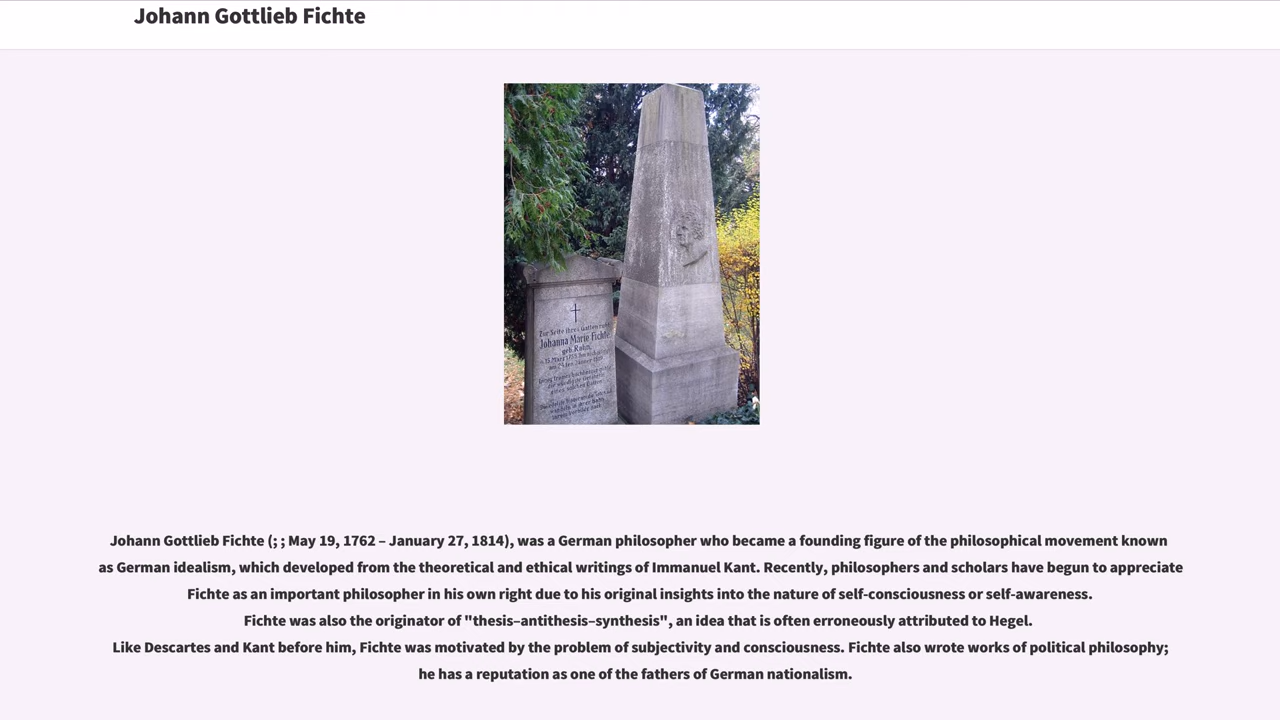 Johann Gottlieb Fichte
Zur Seite ihres Gatten ruht
Johanna Marie Fichte
geb. Rahn,
Johann Gottlieb Fichte (; ; May 19, 1762 – January 27, 1814), was a German philosopher who became a founding figure of the philosophical movement known
as German idealism, which developed from the theoretical and ethical writings of Immanuel Kant. Recently, philosophers and scholars have begun to appreciate
Fichte as an important philosopher in his own right due to his original insights into the nature of self-consciousness or self-awareness.
Fichte was also the originator of "thesis–antithesis–synthesis", an idea that is often erroneously attributed to Hegel.
Like Descartes and Kant before him, Fichte was motivated by the problem of subjectivity and consciousness. Fichte also wrote works of political philosophy;
he has a reputation as one of the fathers of German nationalism.